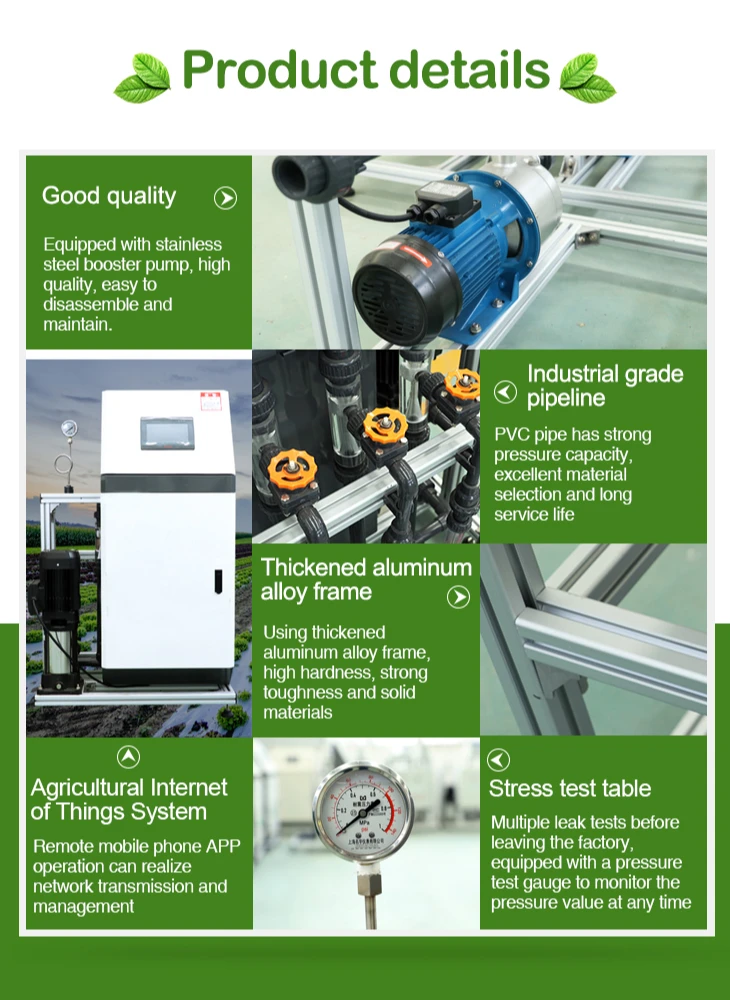 Product details
Good quality
Equipped with stainless
steel booster pump, high
quality, easy to
disassemble and
maintain.
Industrial grade
pipeline
PVC pipe has strong
pressure capacity,
excellent material
selection and long
service life
Thickened aluminum
alloy frame
Using thickened
aluminum alloy frame,
high hardness, strong
toughness and solid
materials
Agricultural Internet
of Things System
Remote mobile phone APP
operation can realize
network transmission and
management
MPa
Stress test table
Multiple leak tests before
leaving the factory,
equipped with a pressure
test gauge to monitor the
pressure value at any time